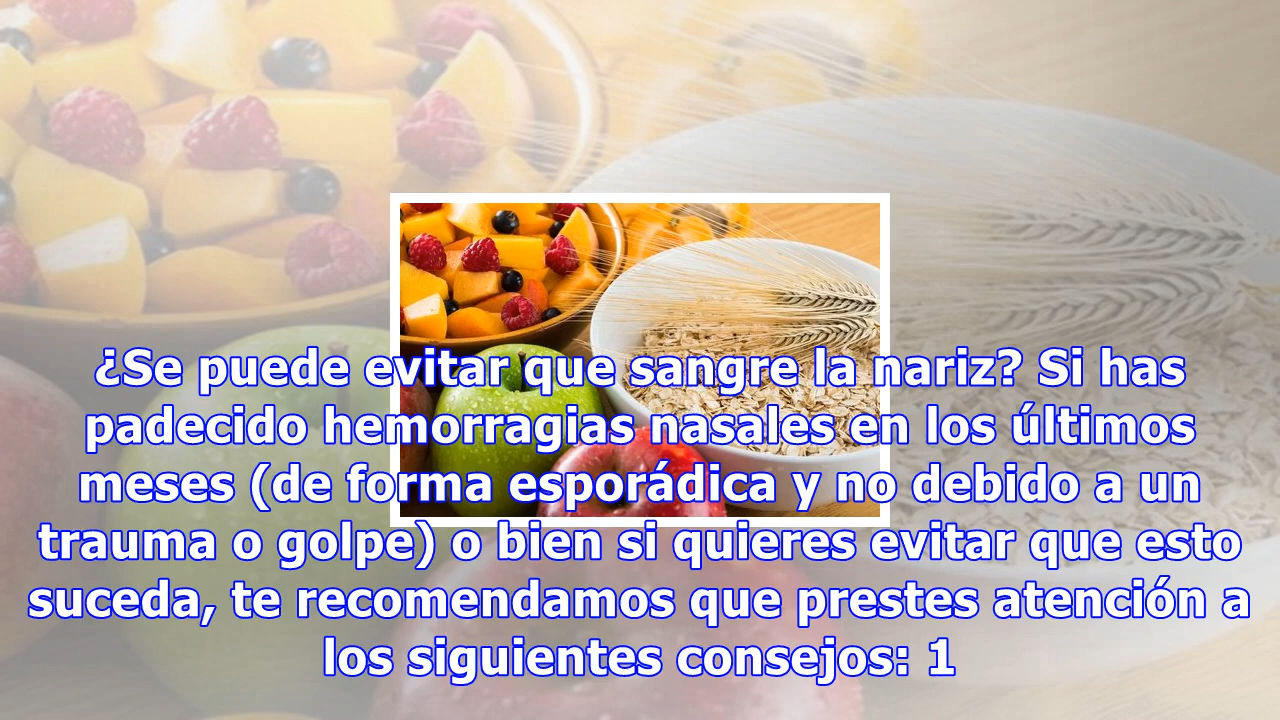 ¿Se puede evitar que sangre la nariz? Si has
padecido hemorragias nasales en los últimos
meses (de forma esporádica y no debido a un
trauma o golpe) o bien si quieres evitar que esto
suceda, te recomendamos que prestes atención a
los siguientes consejos: 1